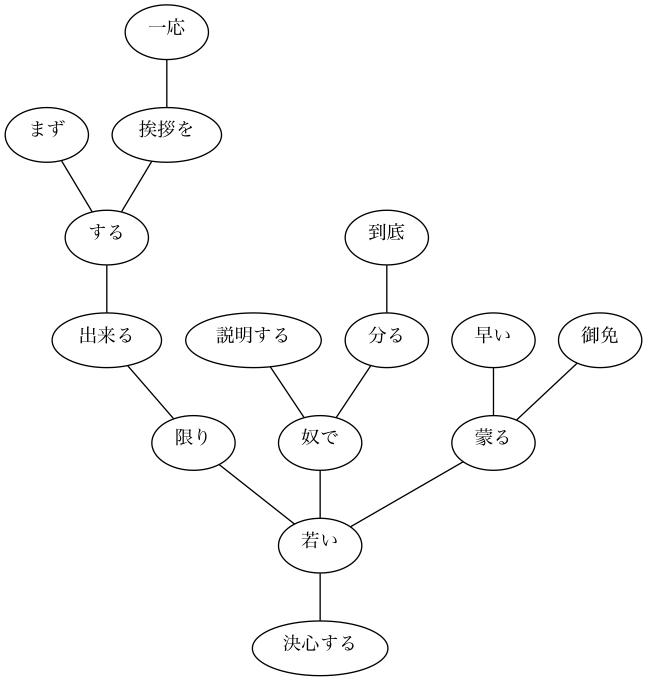 一応
まず
挨拶を
する
到底
出来る
説明する
分る
早い
御免
限り
奴で
蒙る
若い
決心する